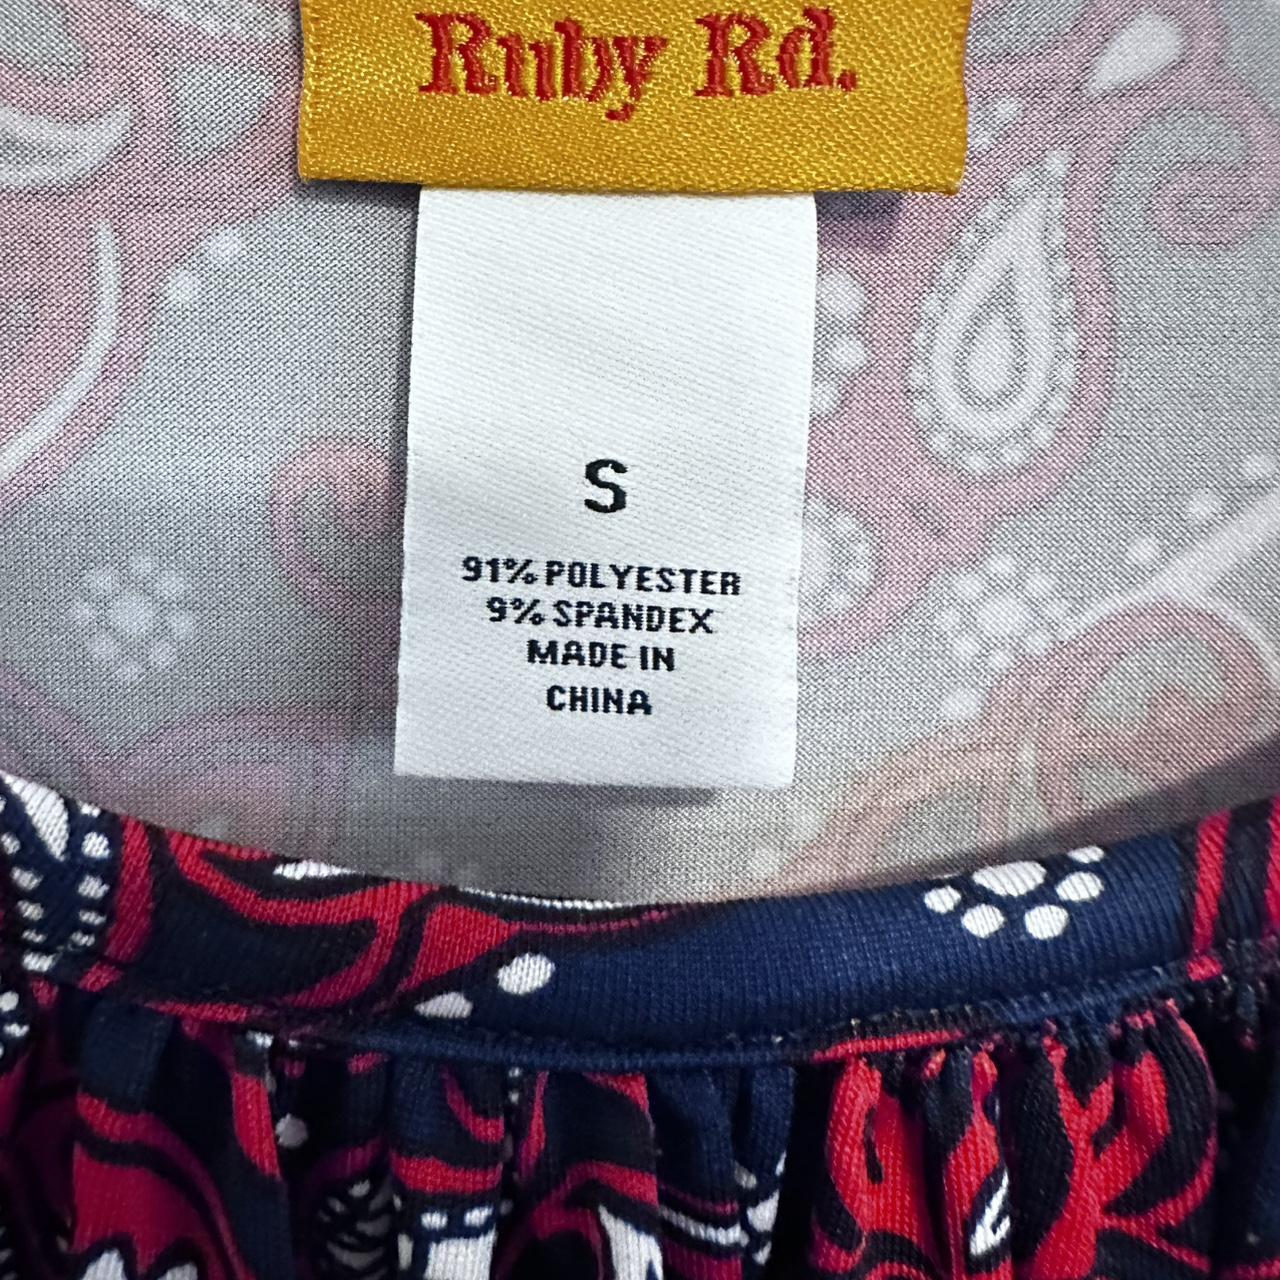 Ruby Rd.
S
91% POLYESTER
9% SPANDEX
MADE IN
CHINA